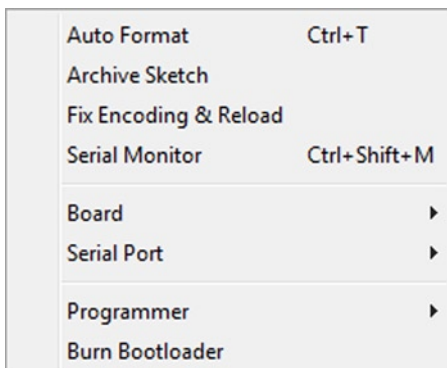 Auto Format Ctrl+T
Archive Sketch
Fix Encoding & Reload
Serial Monitor Ctrl+Shift+M
Board
Serial Port
Programmer
Burn Bootloader